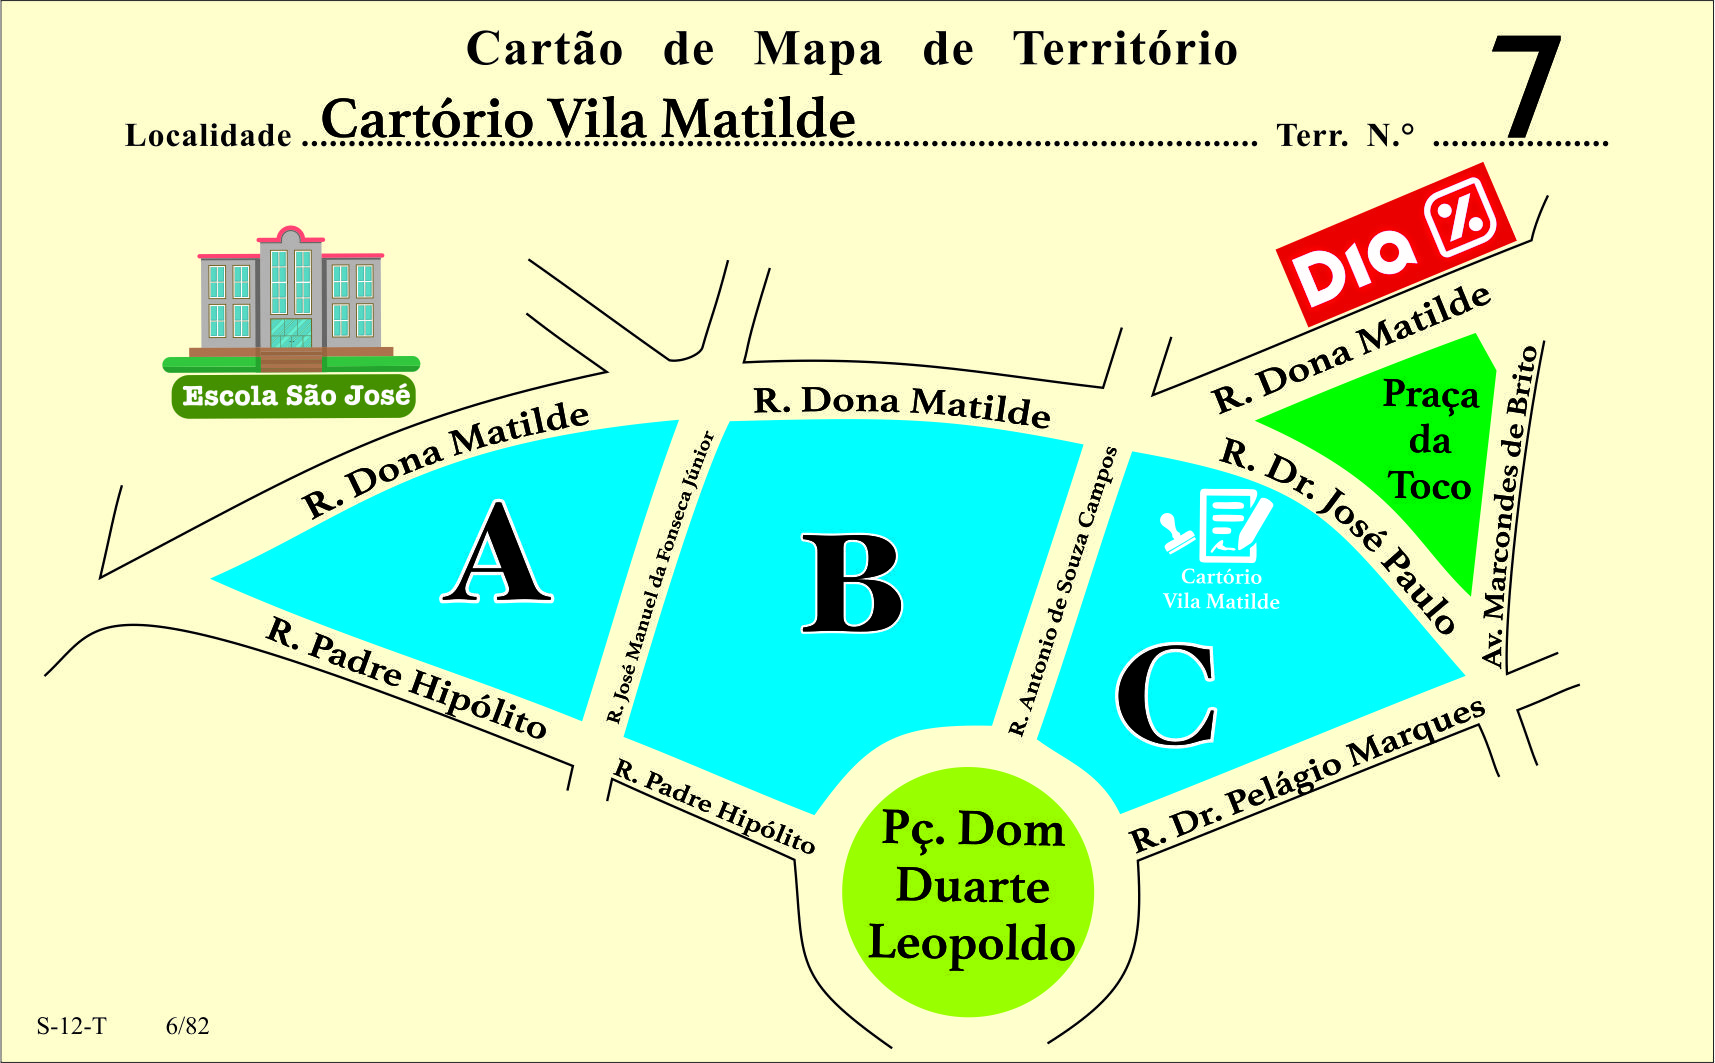 Cartão de Mapa de Território
Localidade Cartório Vila Matilde Terr. N.° 7
Dia %
Escola São José
R. Dona Matilde
R. Dona Matilde
R. Dona Matilde
Praça
da
Toco
Av. Marcondes de Brito
R. Dr. José Paulo
A
R. José Manuel da Fonseca Júnior
B
R. Antonio de Souza Campos
Cartório
Vila Matilde
C
R. Padre Hipólito
R. Padre Hipólito
R. Dr. Pelágio Marques
Pç. Dom
Duarte
Leopoldo
S-12-T 6/82